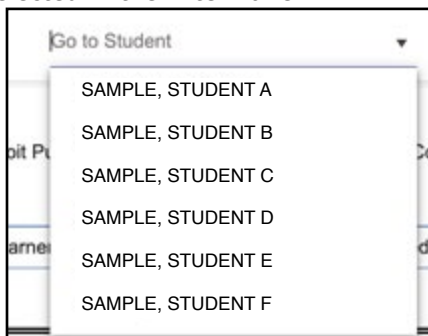 Go to Student
SAMPLE, STUDENT A
SAMPLE, STUDENT B
SAMPLE, STUDENT C
SAMPLE, STUDENT D
SAMPLE, STUDENT E
SAMPLE, STUDENT F